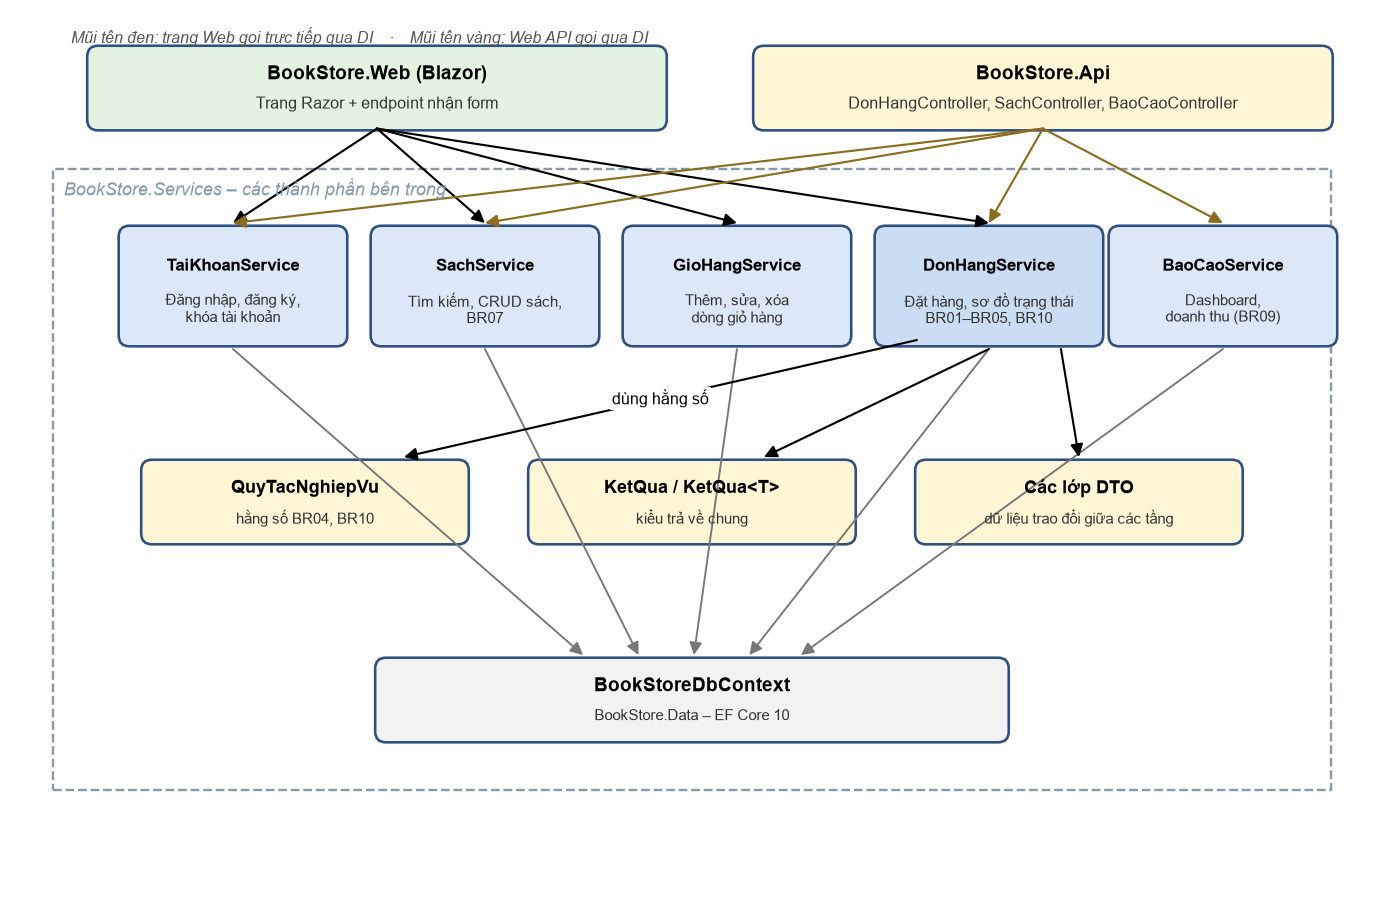 Mũi tên đen: trang Web gọi trực tiếp qua DI · Mũi tên vàng: Web API gọi qua DI
BookStore.Web (Blazor)
Trang Razor + endpoint nhận form
BookStore.Api
DonHangController, SachController, BaoCaoController
BookStore.Services – các thành phần bên trong
TaiKhoanService
Đăng nhập, đăng ký,
khóa tài khoản
SachService
Tìm kiếm, CRUD sách,
BR07
GioHangService
Thêm, sửa, xóa
dòng giỏ hàng
DonHangService
Đặt hàng, sơ đồ trạng thái
BR01–BR05, BR10
BaoCaoService
Dashboard,
doanh thu (BR09)
dùng hằng số
QuyTacNghiepVu
hằng số BR04, BR10
KetQua / KetQua<T>
kiểu trả về chung
Các lớp DTO
dữ liệu trao đổi giữa các tầng
BookStoreDbContext
BookStore.Data – EF Core 10